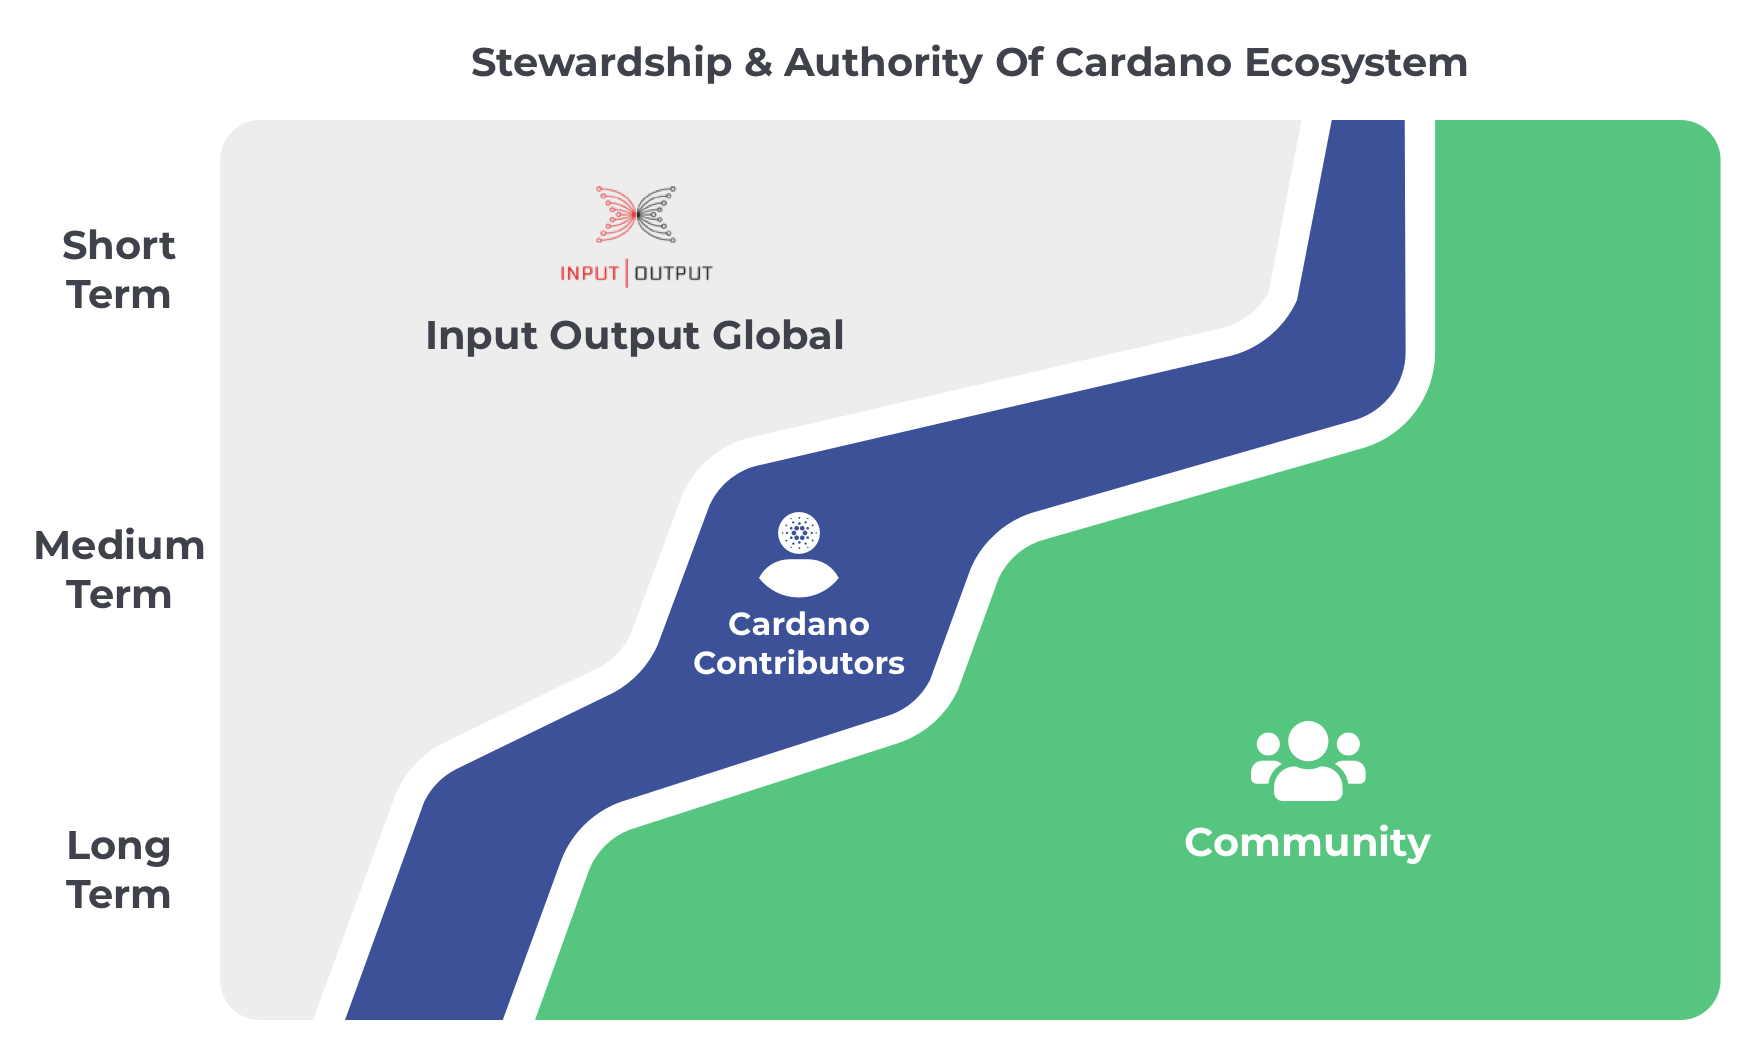 Stewardship & Authority Of Cardano Ecosystem
Short
Term
INPUT | OUTPUT
Input Output Global
Medium
Term
Cardano
Contributors
Long
Term
Community